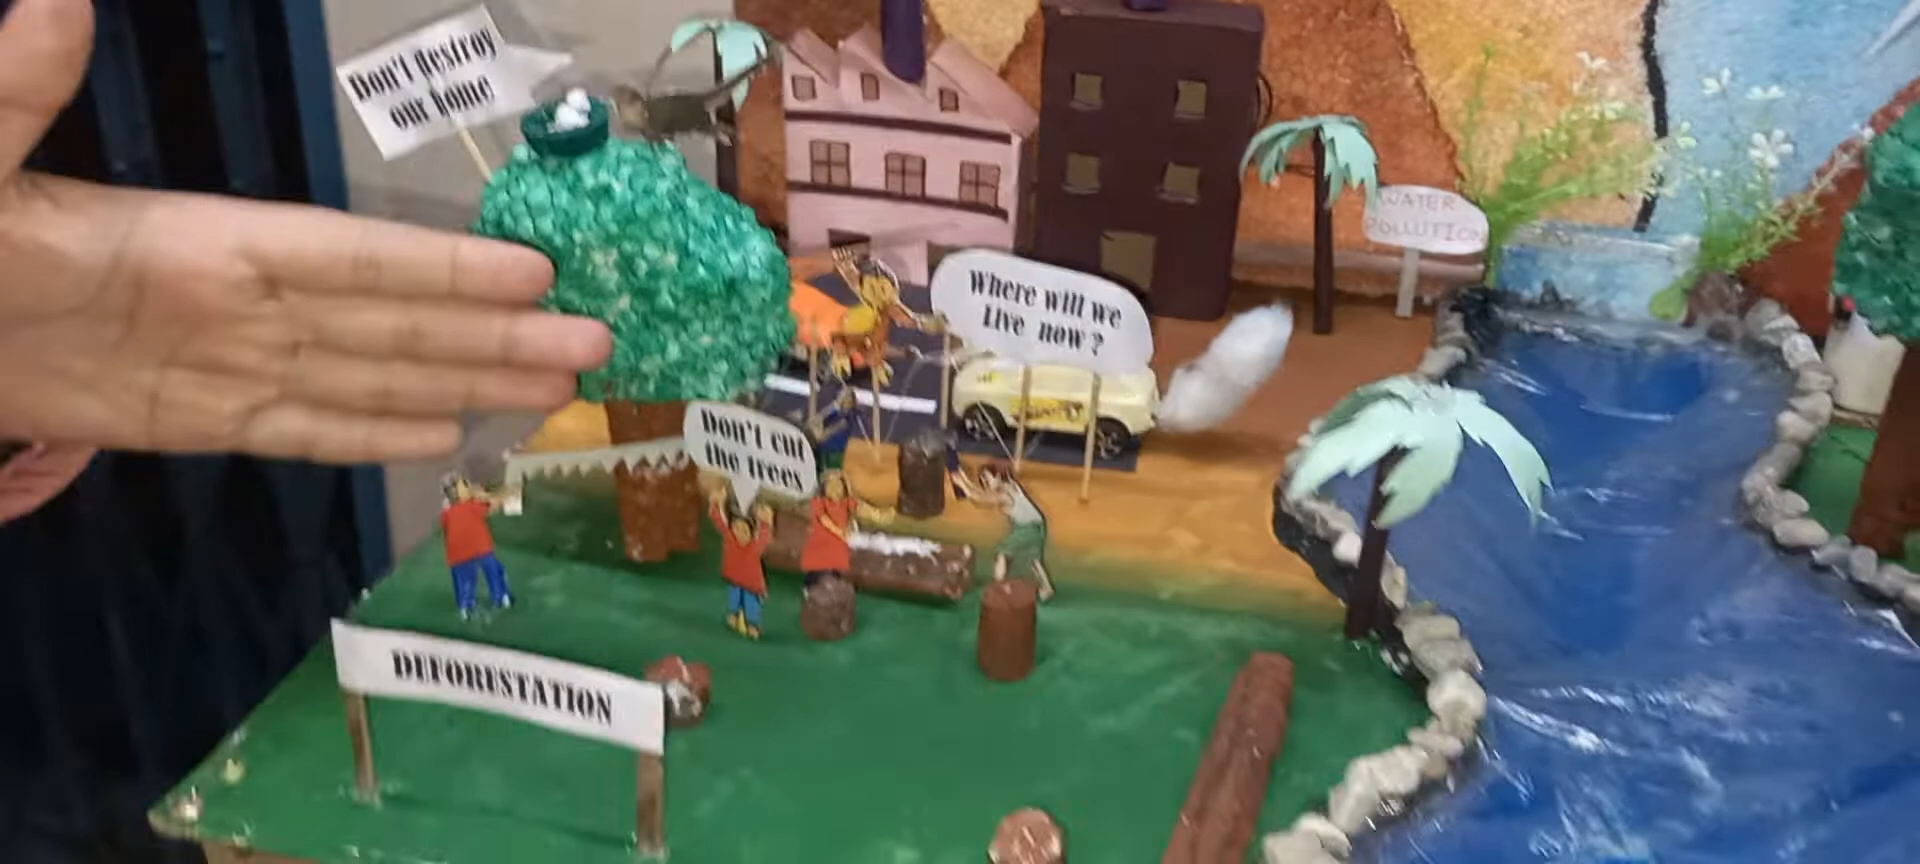 Don't destroy
our home
WATER
POLLUTION
Where will we
Live now?
Don't cut
the trees
DEFORESTATION